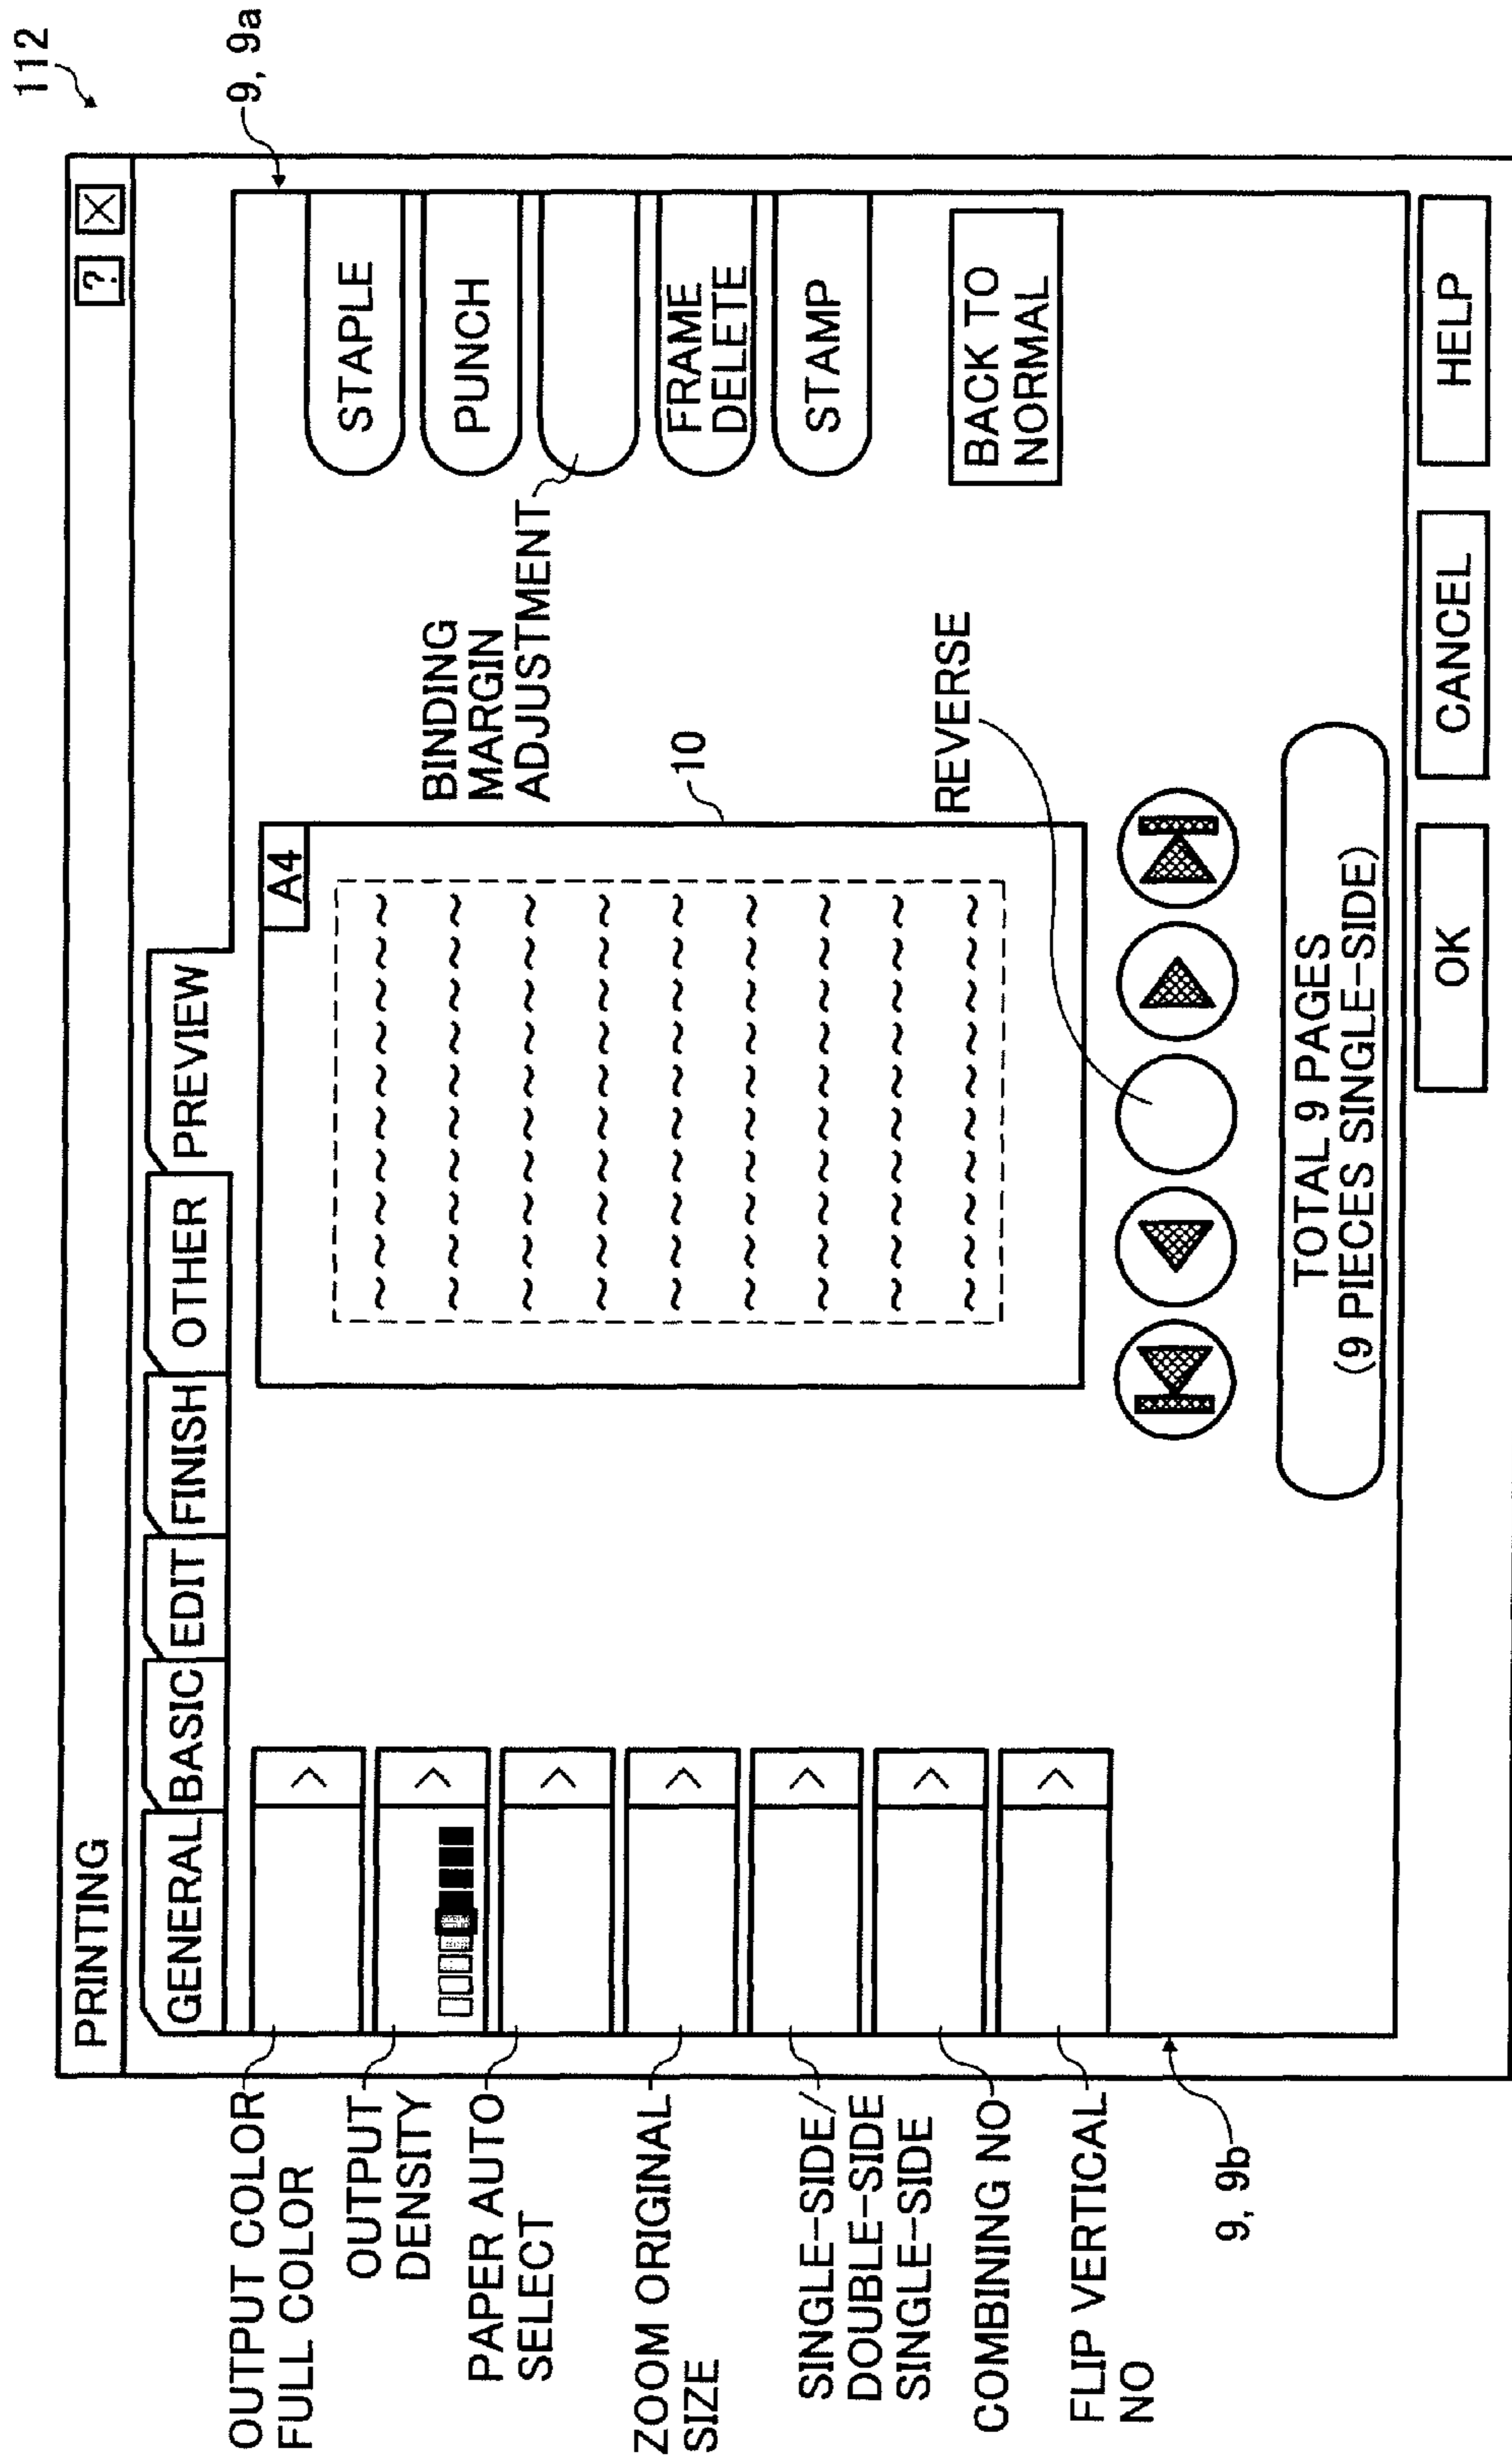 112
PRINTING
? X
GENERAL BASIC EDIT FINISH OTHER PREVIEW
9, 9a
OUTPUT COLOR
FULL COLOR
OUTPUT
DENSITY
PAPER AUTO
SELECT
ZOOM ORIGINAL
SIZE
SINGLE-SIDE/
DOUBLE-SIDE
SINGLE-SIDE
COMBINING NO
FLIP VERTICAL
NO
9, 9b
A4
10
BINDING
MARGIN
ADJUSTMENT
REVERSE
STAPLE
PUNCH
FRAME
DELETE
STAMP
BACK TO
NORMAL
TOTAL 9 PAGES
(9 PIECES SINGLE-SIDE)
OK
CANCEL
HELP